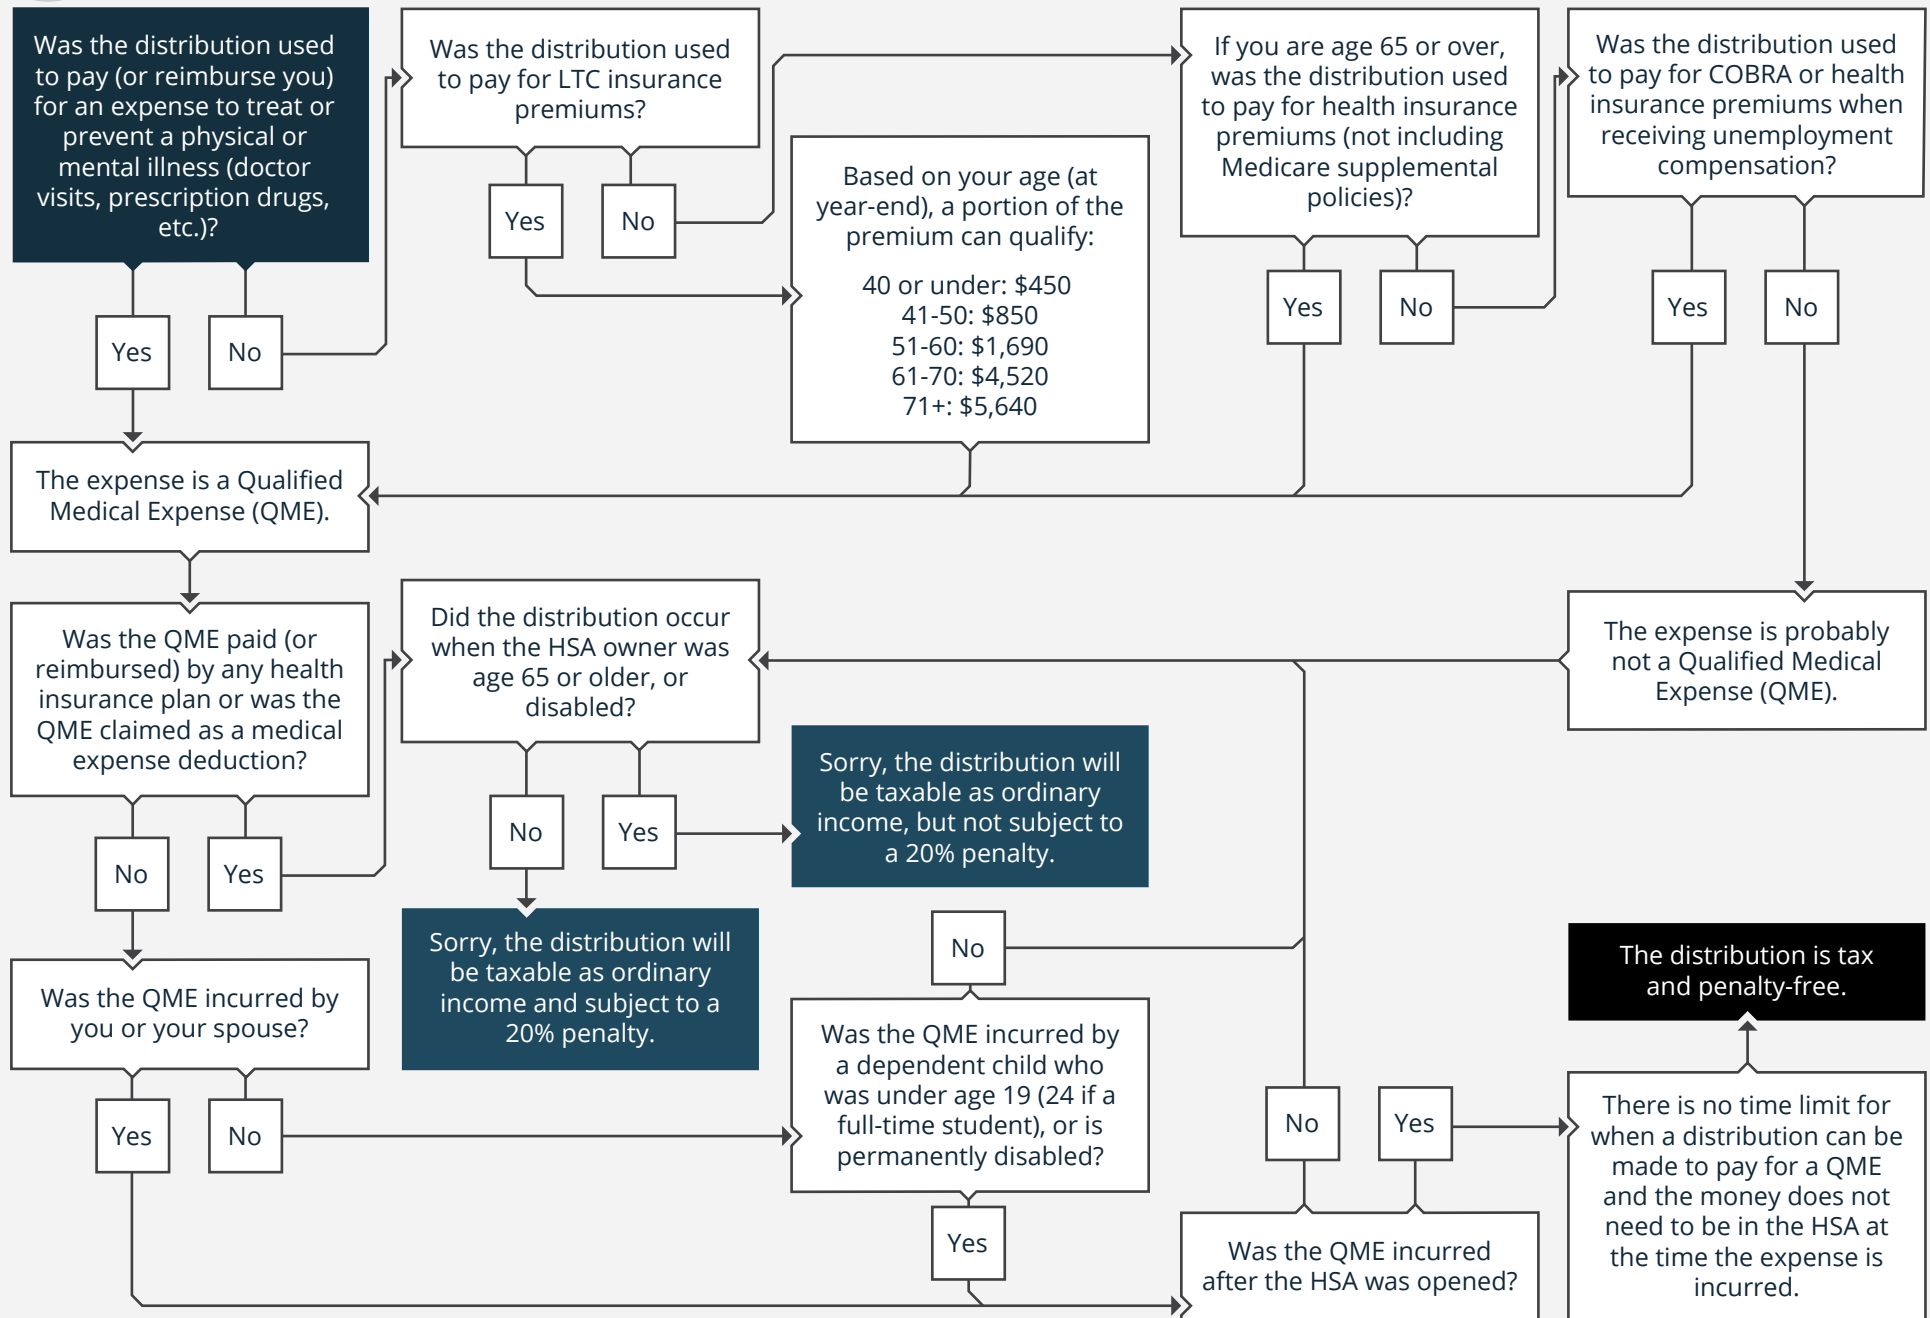 Was the distribution used
to pay (or reimburse you)
for an expense to treat or
prevent a physical or
mental illness (doctor
visits, prescription drugs,
etc.)?
Yes
No
Was the distribution used
to pay for LTC insurance
premiums?
Yes
No
Based on your age (at
year-end), a portion of the
premium can qualify:
40 or under: $450
41-50: $850
51-60: $1,690
61-70: $4,520
71+: $5,640
If you are age 65 or over,
was the distribution used
to pay for health insurance
premiums (not including
Medicare supplemental
policies)?
Yes
No
Was the distribution used
to pay for COBRA or health
insurance premiums when
receiving unemployment
compensation?
Yes
No
The expense is a Qualified
Medical Expense (QME).
Was the QME paid (or
reimbursed) by any health
insurance plan or was the
QME claimed as a medical
expense deduction?
No
Yes
Did the distribution occur
when the HSA owner was
age 65 or older, or
disabled?
No
Yes
Sorry, the distribution will
be taxable as ordinary
income, but not subject to
a 20% penalty.
Sorry, the distribution will
be taxable as ordinary
income and subject to a
20% penalty.
The expense is probably
not a Qualified Medical
Expense (QME).
Was the QME incurred by
you or your spouse?
Yes
No
No
Was the QME incurred by
a dependent child who
was under age 19 (24 if a
full-time student), or is
permanently disabled?
Yes
No
Yes
Was the QME incurred
after the HSA was opened?
The distribution is tax
and penalty-free.
There is no time limit for
when a distribution can be
made to pay for a QME
and the money does not
need to be in the HSA at
the time the expense is
incurred.